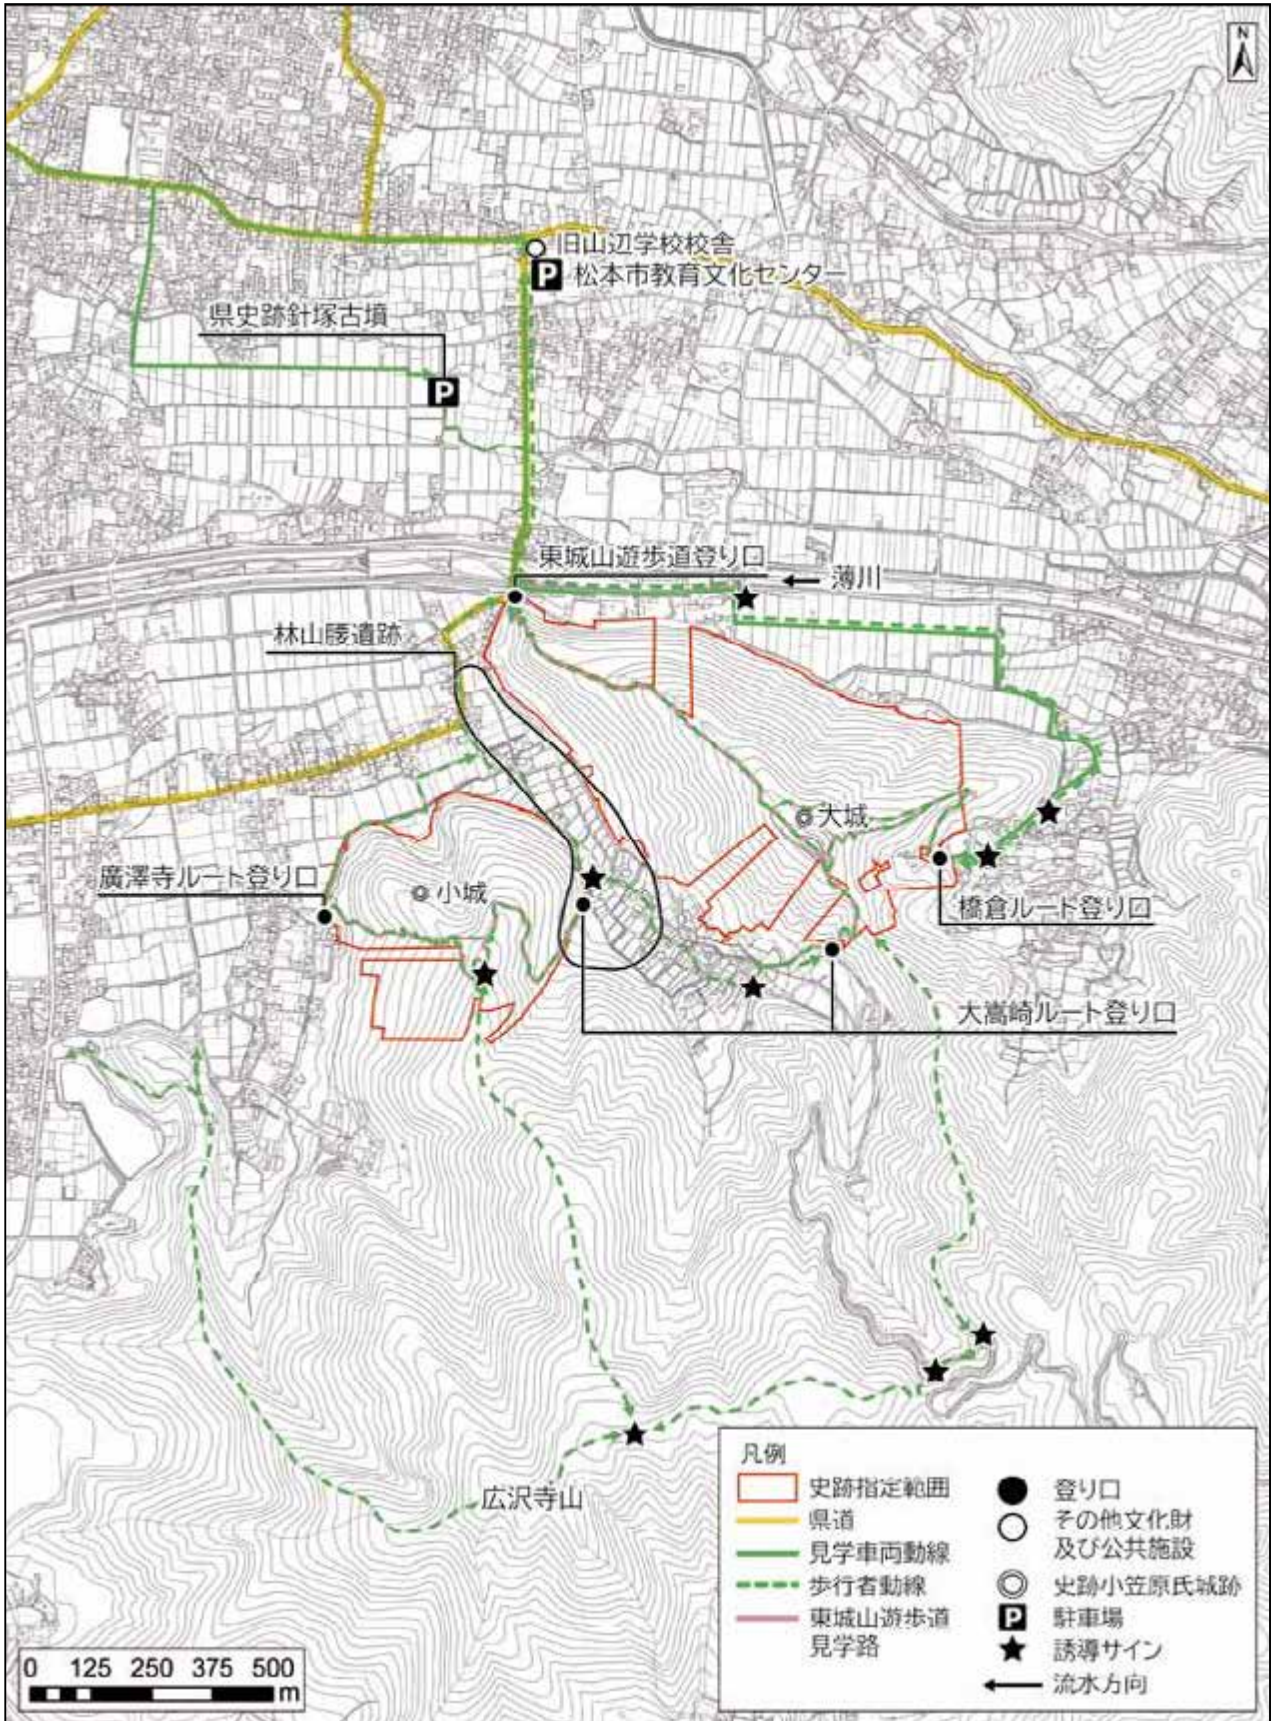 N
旧山辺学校校舎
P 松本市教育文化センター
県史跡針塚古墳
P
東城山遊歩道登り口
薄川
林山腰遺跡
大城
廣澤寺ルート登り口
小城
橋倉ルート登り口
大嵩崎ルート登り口
広沢寺山
凡例
史跡指定範囲
県道
見学車両動線
歩行者動線
東城山遊歩道
見学路
登り口
その他文化財
及び公共施設
史跡小笠原氏城跡
P 駐車場
誘導サイン
流水方向
0 125 250 375 500
m